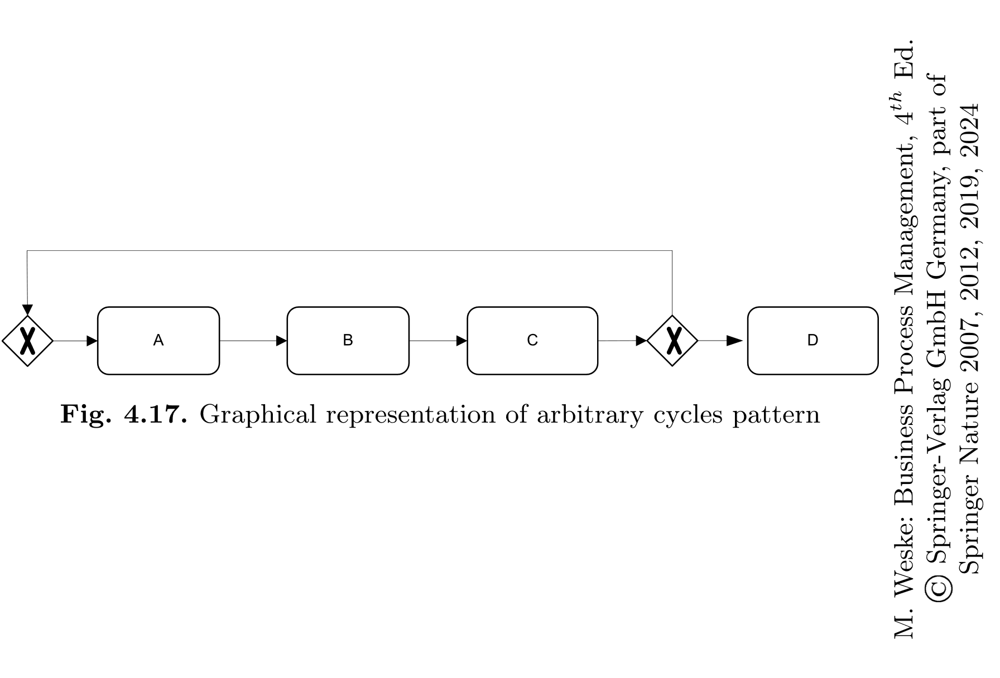 A
B
C
D
Fig. 4.17. Graphical representation of arbitrary cycles pattern
M. Weske: Business Process Management, 4th Ed.
© Springer-Verlag GmbH Germany, part of
Springer Nature 2007, 2012, 2019, 2024